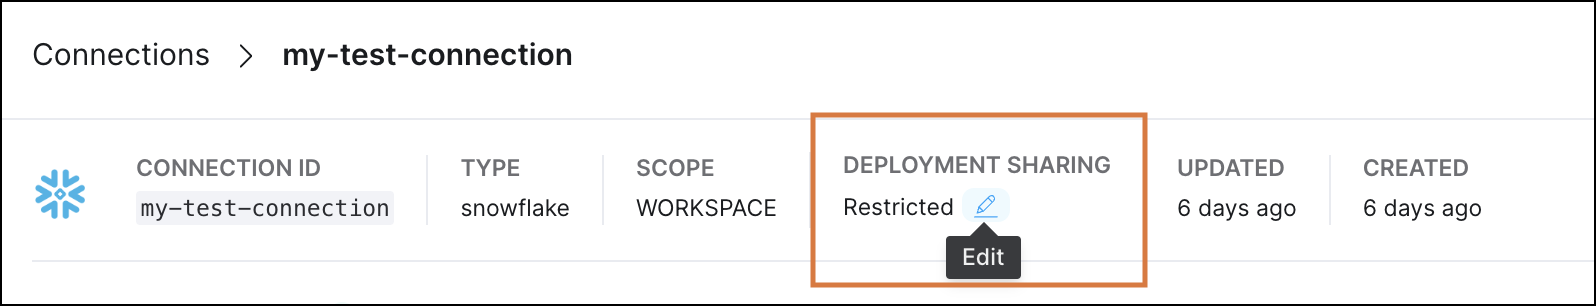 Connections > my-test-connection
CONNECTION ID
my-test-connection
TYPE
snowflake
SCOPE
WORKSPACE
DEPLOYMENT SHARING
Restricted
Edit
UPDATED
6 days ago
CREATED
6 days ago